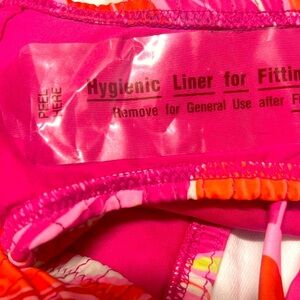 PEEL
HERE
Hygienic Liner for Fittin
Remove for General Use after F